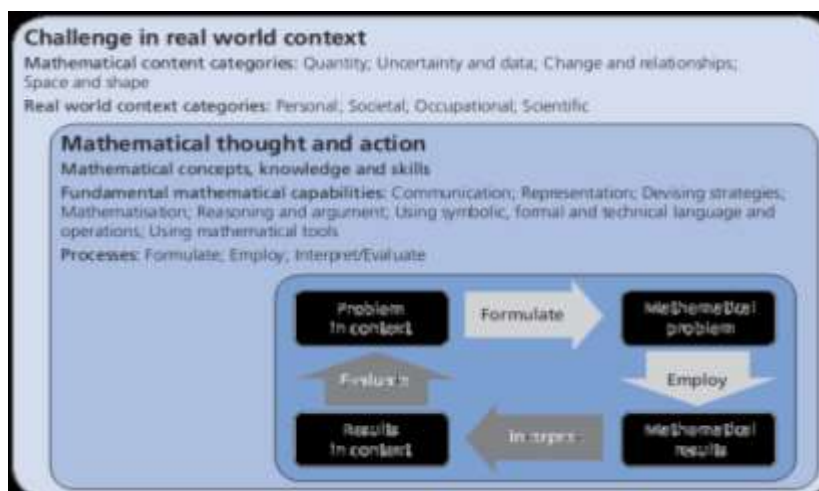 Challenge in real world context
Mathematical content categories: Quantity; Uncertainty and data; Change and relationships;
Space and shape
Real world context categories: Personal; Societal; Occupational; Scientific
Mathematical thought and action
Mathematical concepts, knowledge and skills
Fundamental mathematical capabilities: Communication; Representation; Devising strategies;
Mathematisation; Reasoning and argument; Using symbolic, formal and technical language and
operations; Using mathematical tools
Processes: Formulate; Employ; Interpret/Evaluate
Problem
in context
Formulate
Mathematical
problem
Evaluate
Employ
Results
in context
Interpret
Mathematical
results